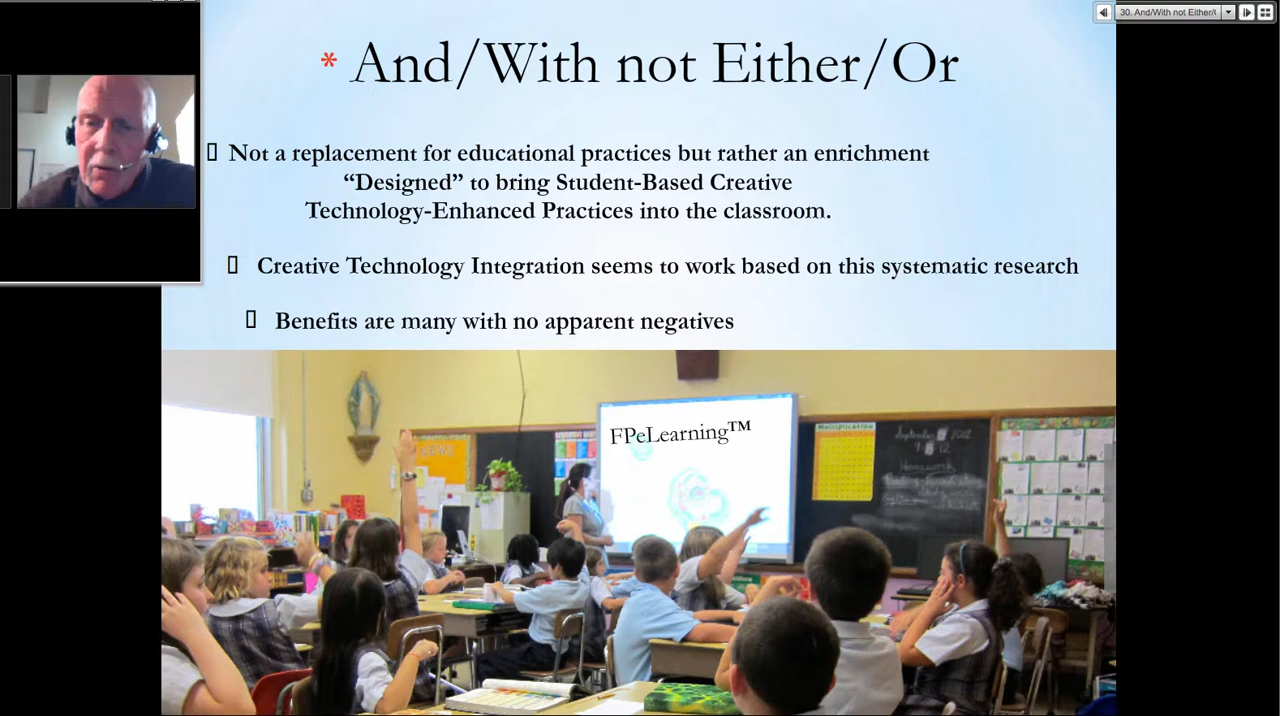 30. And/With not Either/(
* And/With not Either/Or
Not a replacement for educational practices but rather an enrichment
“Designed” to bring Student-Based Creative
Technology-Enhanced Practices into the classroom.
Creative Technology Integration seems to work based on this systematic research
Benefits are many with no apparent negatives
FPeLearning™
Multiplication
September
Homework